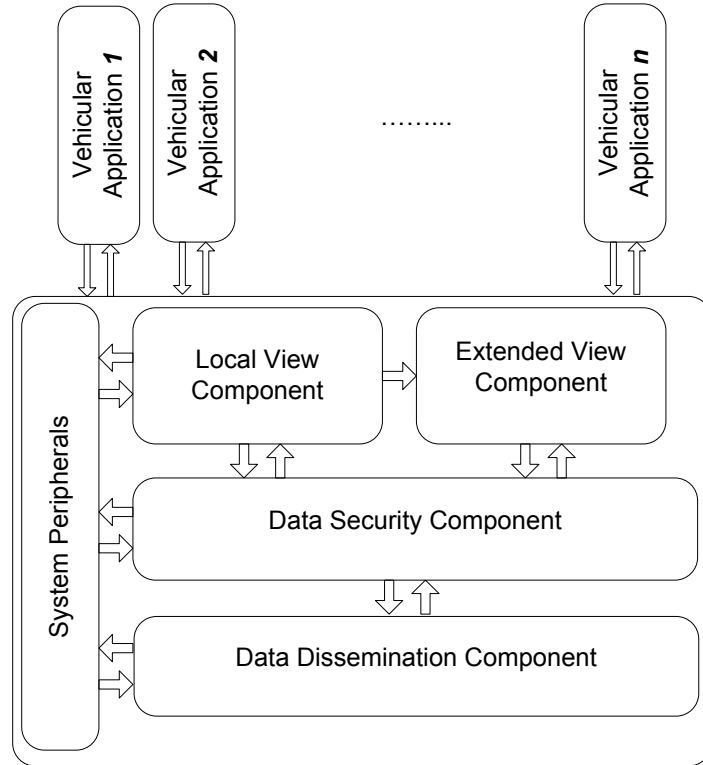 Vehicular
Application 1
Vehicular
Application 2
……...
Vehicular
Application n
System Peripherals
Local View
Component
Extended View
Component
Data Security Component
Data Dissemination Component